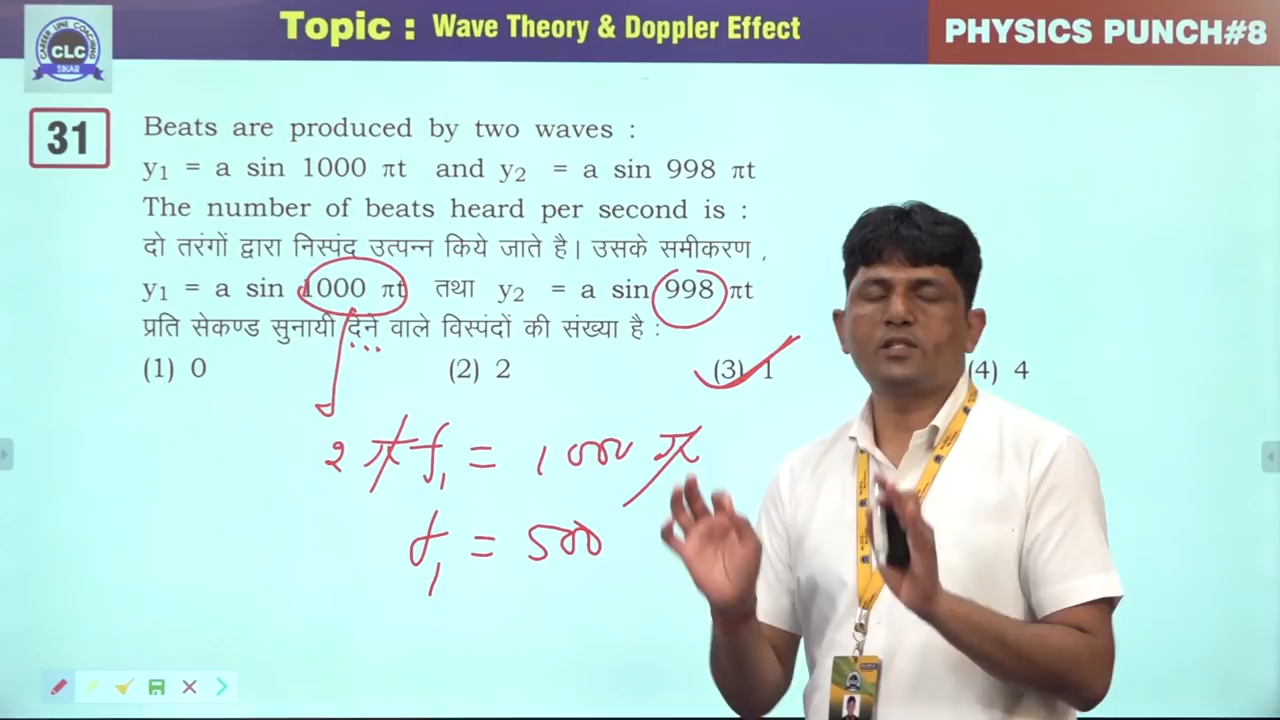 Topic : Wave Theory & Doppler Effect
PHYSICS PUNCH#8
CAREER LINE COACHING
CLC
SIKAR
31
Beats are produced by two waves :
y₁ = a sin 1000 πt and y₂ = a sin 998 πt
The number of beats heard per second is :
दो तरंगों द्वारा निस्पंद उत्पन्न किये जाते है। उसके समीकरण ,
y₁ = a sin 1000 πt तथा y₂ = a sin 998 πt
प्रति सेकण्ड सुनायी देने वाले विस्पंदों की संख्या है :
(1) 0 (2) 2 (3) 1 (4) 4
2 π f₁ = 1000 π
f₁ = 500